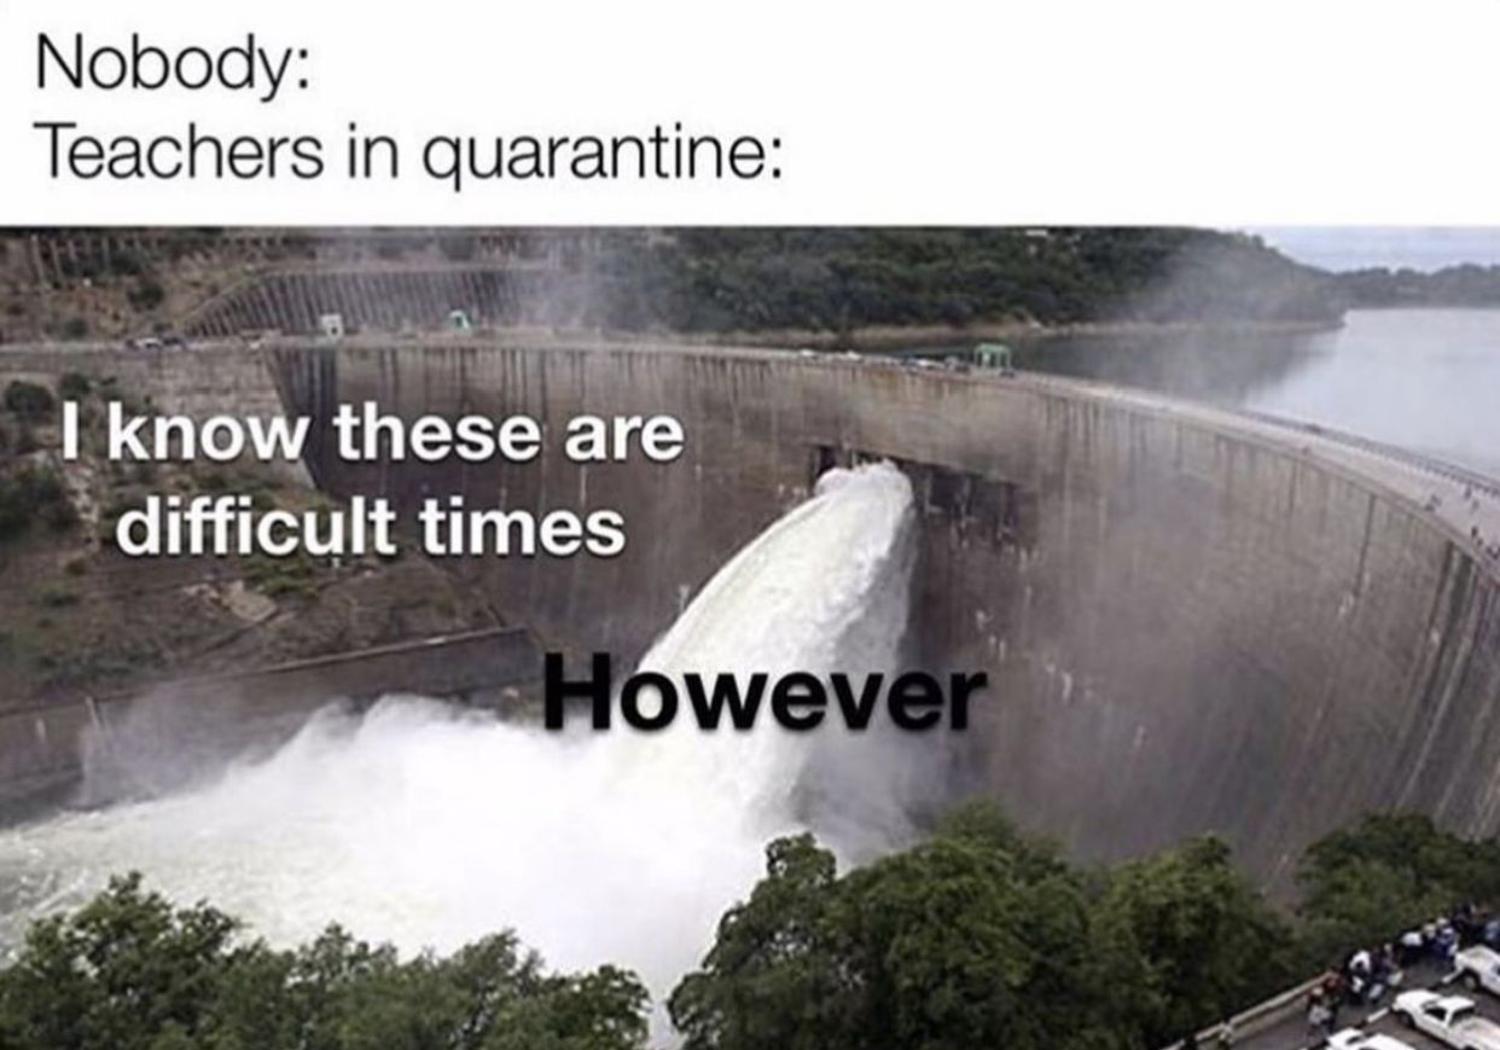 Nobody:
Teachers in quarantine:
I know these are
difficult times
However